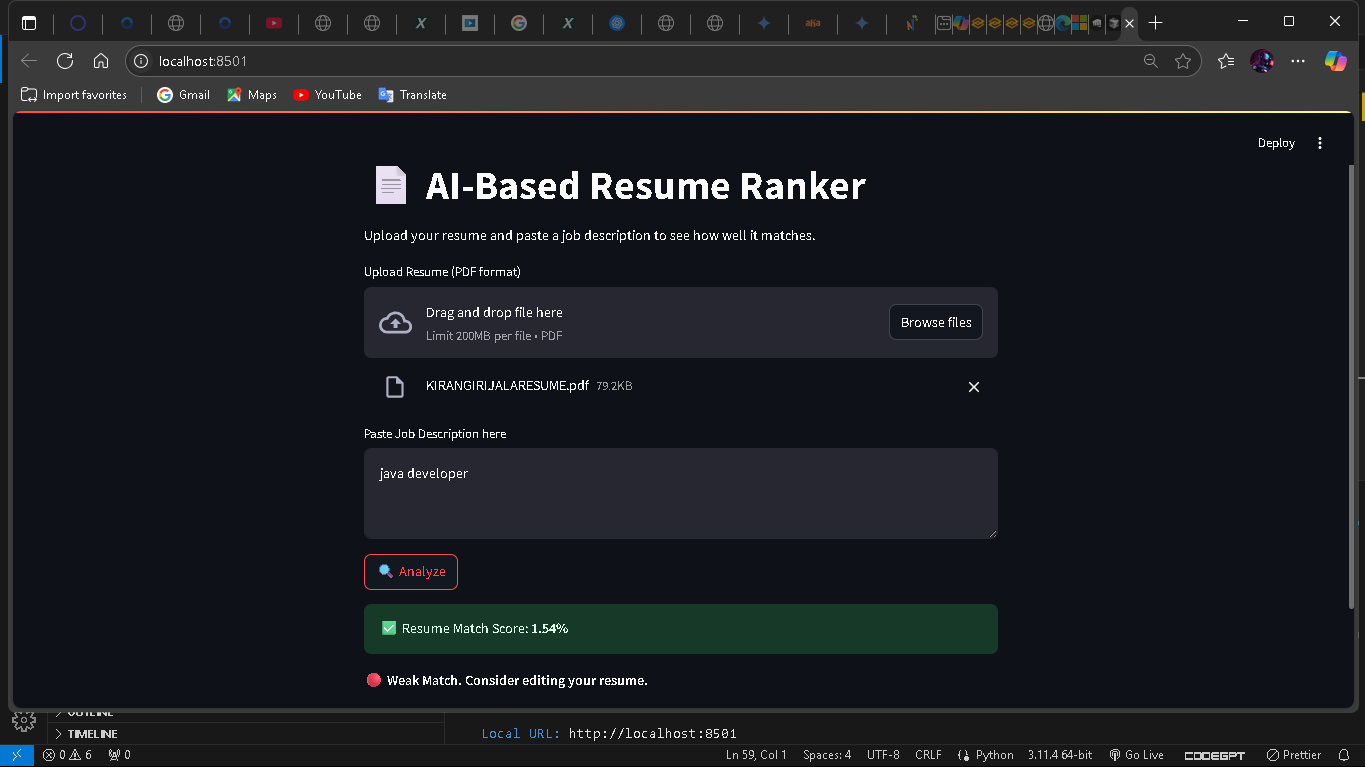 localhost:8501
Import favorites
Gmail
Maps
YouTube
Translate
Deploy
AI-Based Resume Ranker
Upload your resume and paste a job description to see how well it matches.
Upload Resume (PDF format)
Drag and drop file here
Limit 200MB per file • PDF
Browse files
KIRANGIRIJALARESUME.pdf 79.2KB
Paste Job Description here
java developer
Analyze
Resume Match Score: 1.54%
Weak Match. Consider editing your resume.
OUTLINE
TIMELINE
Local URL: http://localhost:8501
0 6 0 Ln 59, Col 1 Spaces: 4 UTF-8 CRLF Python 3.11.4 64-bit Go Live CODEGPT Prettier